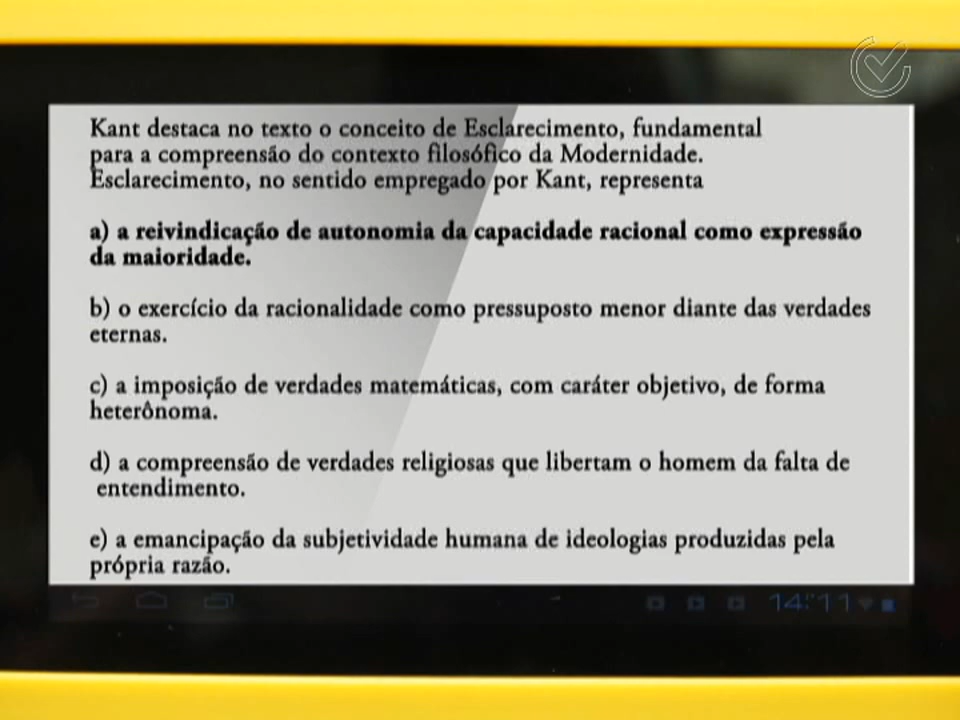 Kant destaca no texto o conceito de Esclarecimento, fundamental
para a compreensão do contexto filosófico da Modernidade.
Esclarecimento, no sentido empregado por Kant, representa
a) a reivindicação de autonomia da capacidade racional como expressão
da maioridade.
b) o exercício da racionalidade como pressuposto menor diante das verdades
eternas.
c) a imposição de verdades matemáticas, com caráter objetivo, de forma
heterônoma.
d) a compreensão de verdades religiosas que libertam o homem da falta de
entendimento.
e) a emancipação da subjetividade humana de ideologias produzidas pela
própria razão.
14:11